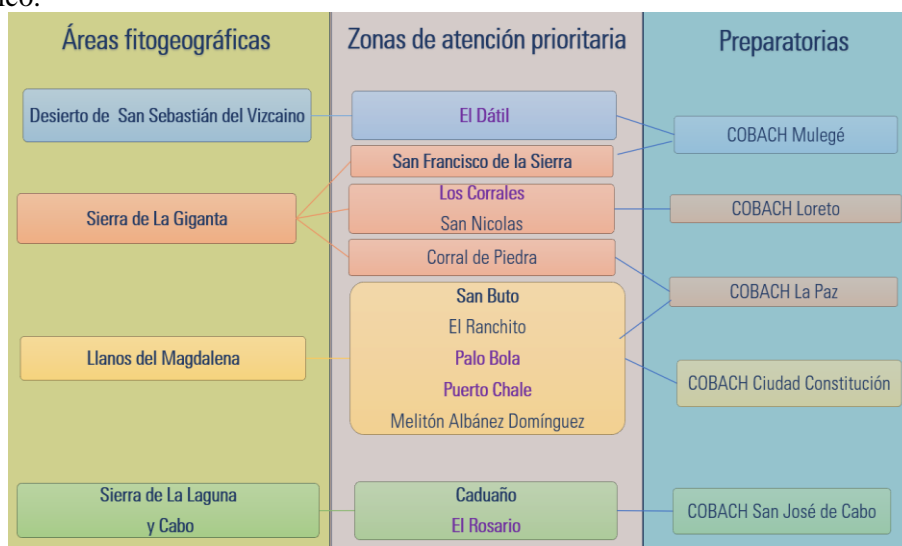 ico.
Áreas fitogeográficas
Zonas de atención prioritaria
Preparatorias
Desierto de San Sebastián del Vizcaino
El Dátil
COBACH Mulegé
San Francisco de la Sierra
Sierra de La Giganta
Los Corrales
San Nicolas
COBACH Loreto
Corral de Piedra
COBACH La Paz
Llanos del Magdalena
San Buto
El Ranchito
Palo Bola
Puerto Chale
Melitón Albánez Domínguez
COBACH Ciudad Constitución
Sierra de La Laguna
y Cabo
Caduaño
El Rosario
COBACH San José de Cabo